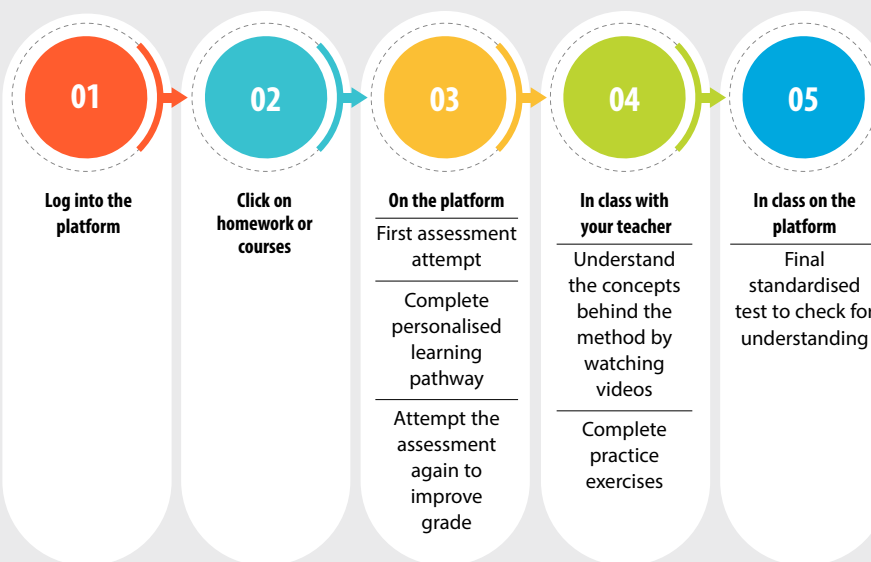 01
Log into the
platform
02
Click on
homework or
courses
03
On the platform
First assessment
attempt
Complete
personalised
learning
pathway
Attempt the
assessment
again to
improve
grade
04
In class with
your teacher
Understand
the concepts
behind the
method by
watching
videos
Complete
practice
exercises
05
In class on the
platform
Final
standardised
test to check for
understanding